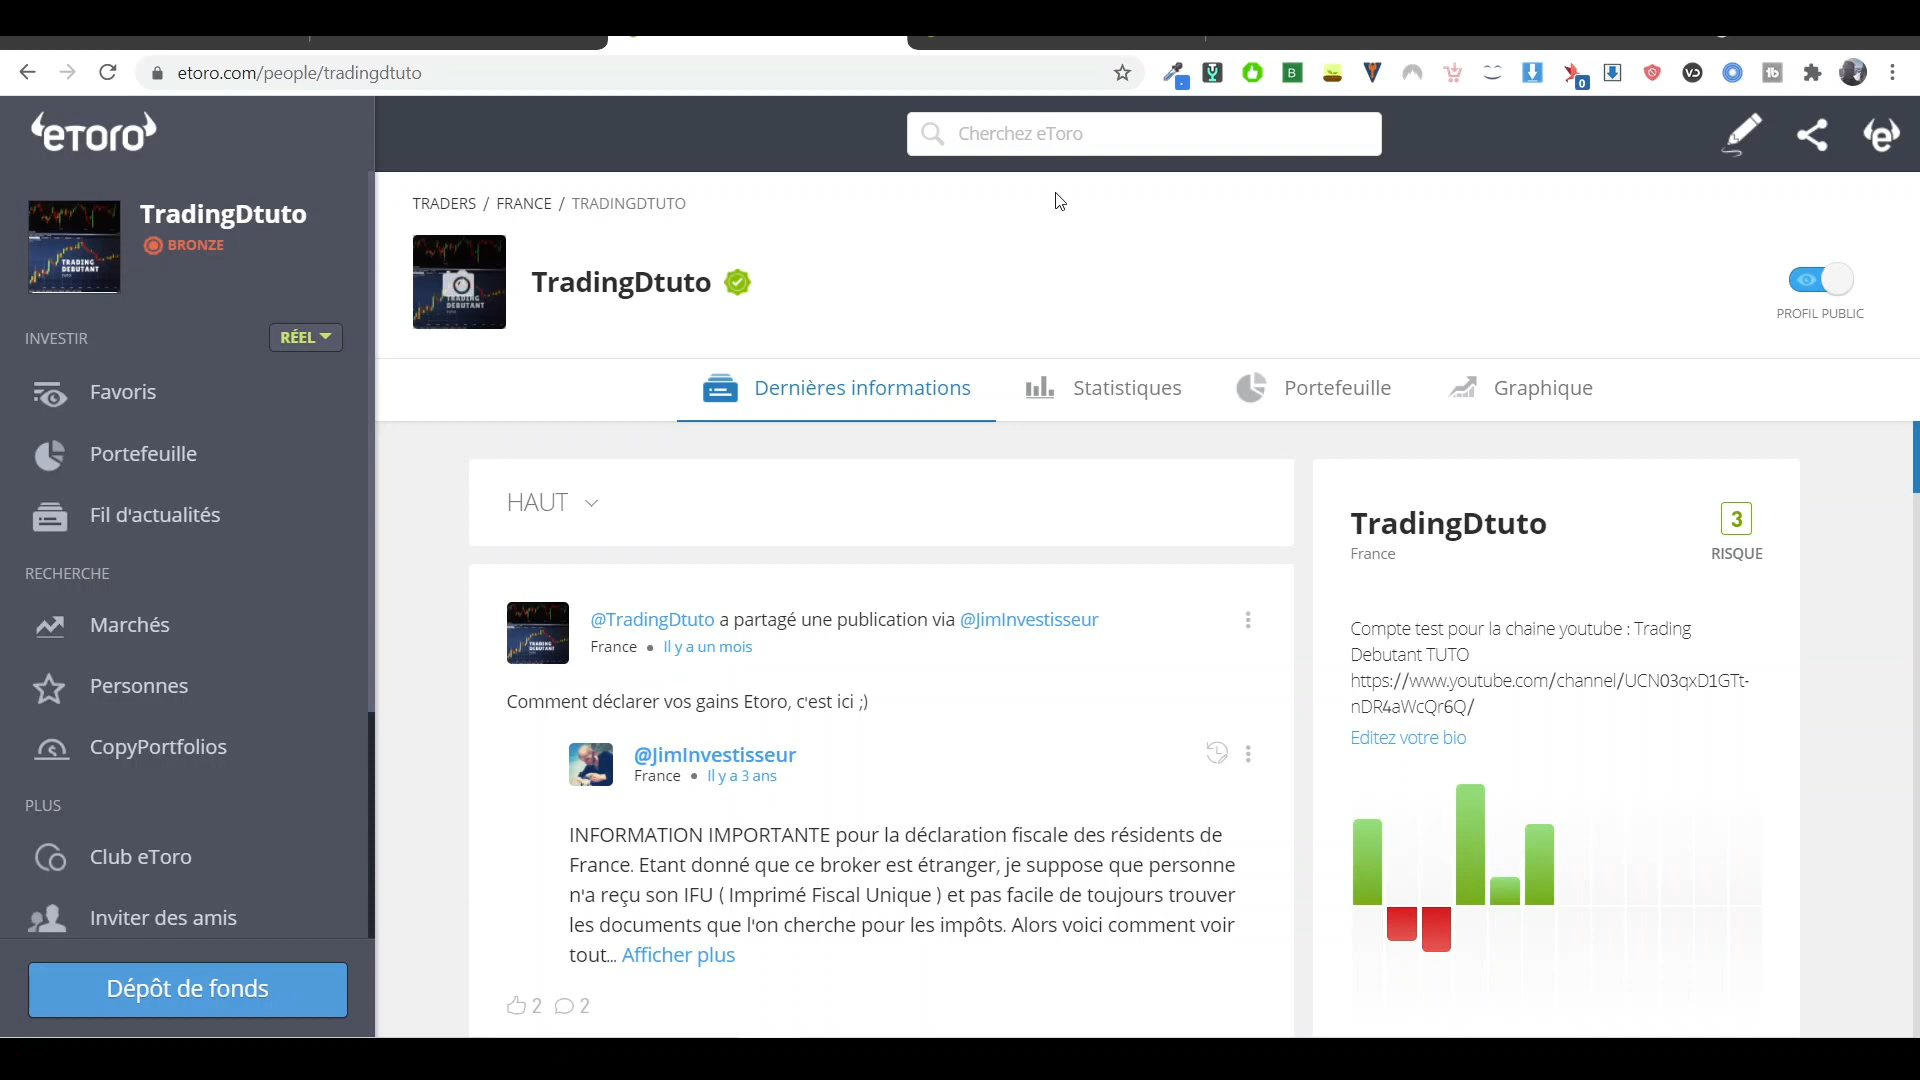 etoro.com/people/tradingdtuto
B
0
VD
tb
eTORO
Cherchez eToro
e
TradingDtuto
BRONZE
TRADING
DEBUTANT
INVESTIR
RÉEL
Favoris
Portefeuille
Fil d'actualités
RECHERCHE
Marchés
Personnes
CopyPortfolios
PLUS
Club eToro
Inviter des amis
Dépôt de fonds
TRADERS / FRANCE / TRADINGDTUTO
TRADING
DEBUTANT
TradingDtuto
PROFIL PUBLIC
Dernières informations
Statistiques
Portefeuille
Graphique
HAUT
@TradingDtuto a partagé une publication via @JimInvestisseur
France • Il y a un mois
Comment déclarer vos gains Etoro, c'est ici ;)
@JimInvestisseur
France • Il y a 3 ans
INFORMATION IMPORTANTE pour la déclaration fiscale des résidents de
France. Etant donné que ce broker est étranger, je suppose que personne
n'a reçu son IFU ( Imprimé Fiscal Unique ) et pas facile de toujours trouver
les documents que l'on cherche pour les impôts. Alors voici comment voir
tout... Afficher plus
2 2
TradingDtuto
France
3
RISQUE
Compte test pour la chaine youtube : Trading
Debutant TUTO
https://www.youtube.com/channel/UCN03qxD1GTt-
nDR4aWcQr6Q/
Editez votre bio